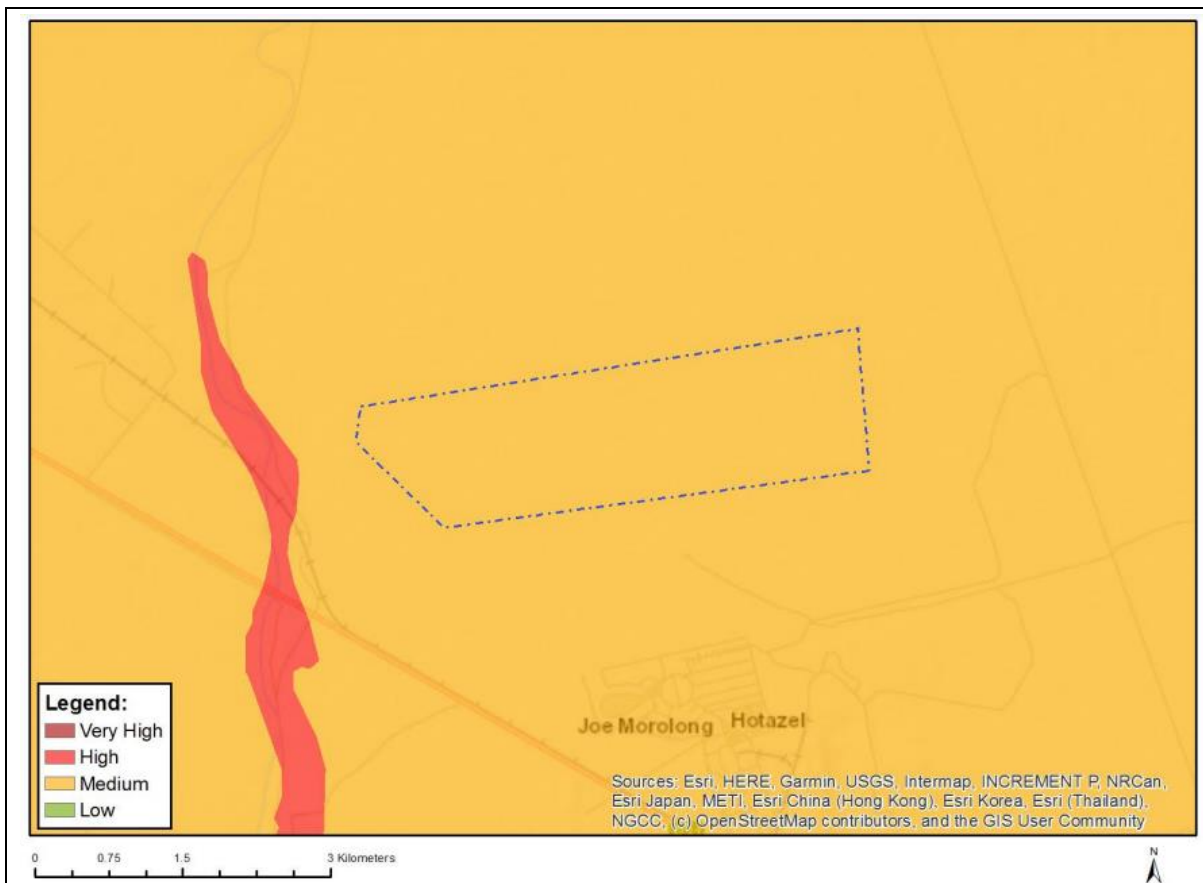 Joe Morolong Hotazel
Legend:
Very High
High
Medium
Low
Sources: Esri, HERE, Garmin, USGS, Intermap, INCREMENT P, NRCan,
Esri Japan, METI, Esri China (Hong Kong), Esri Korea, Esri (Thailand),
NGCC, (c) OpenStreetMap contributors, and the GIS User Community
0 0.75 1.5 3 Kilometers
N